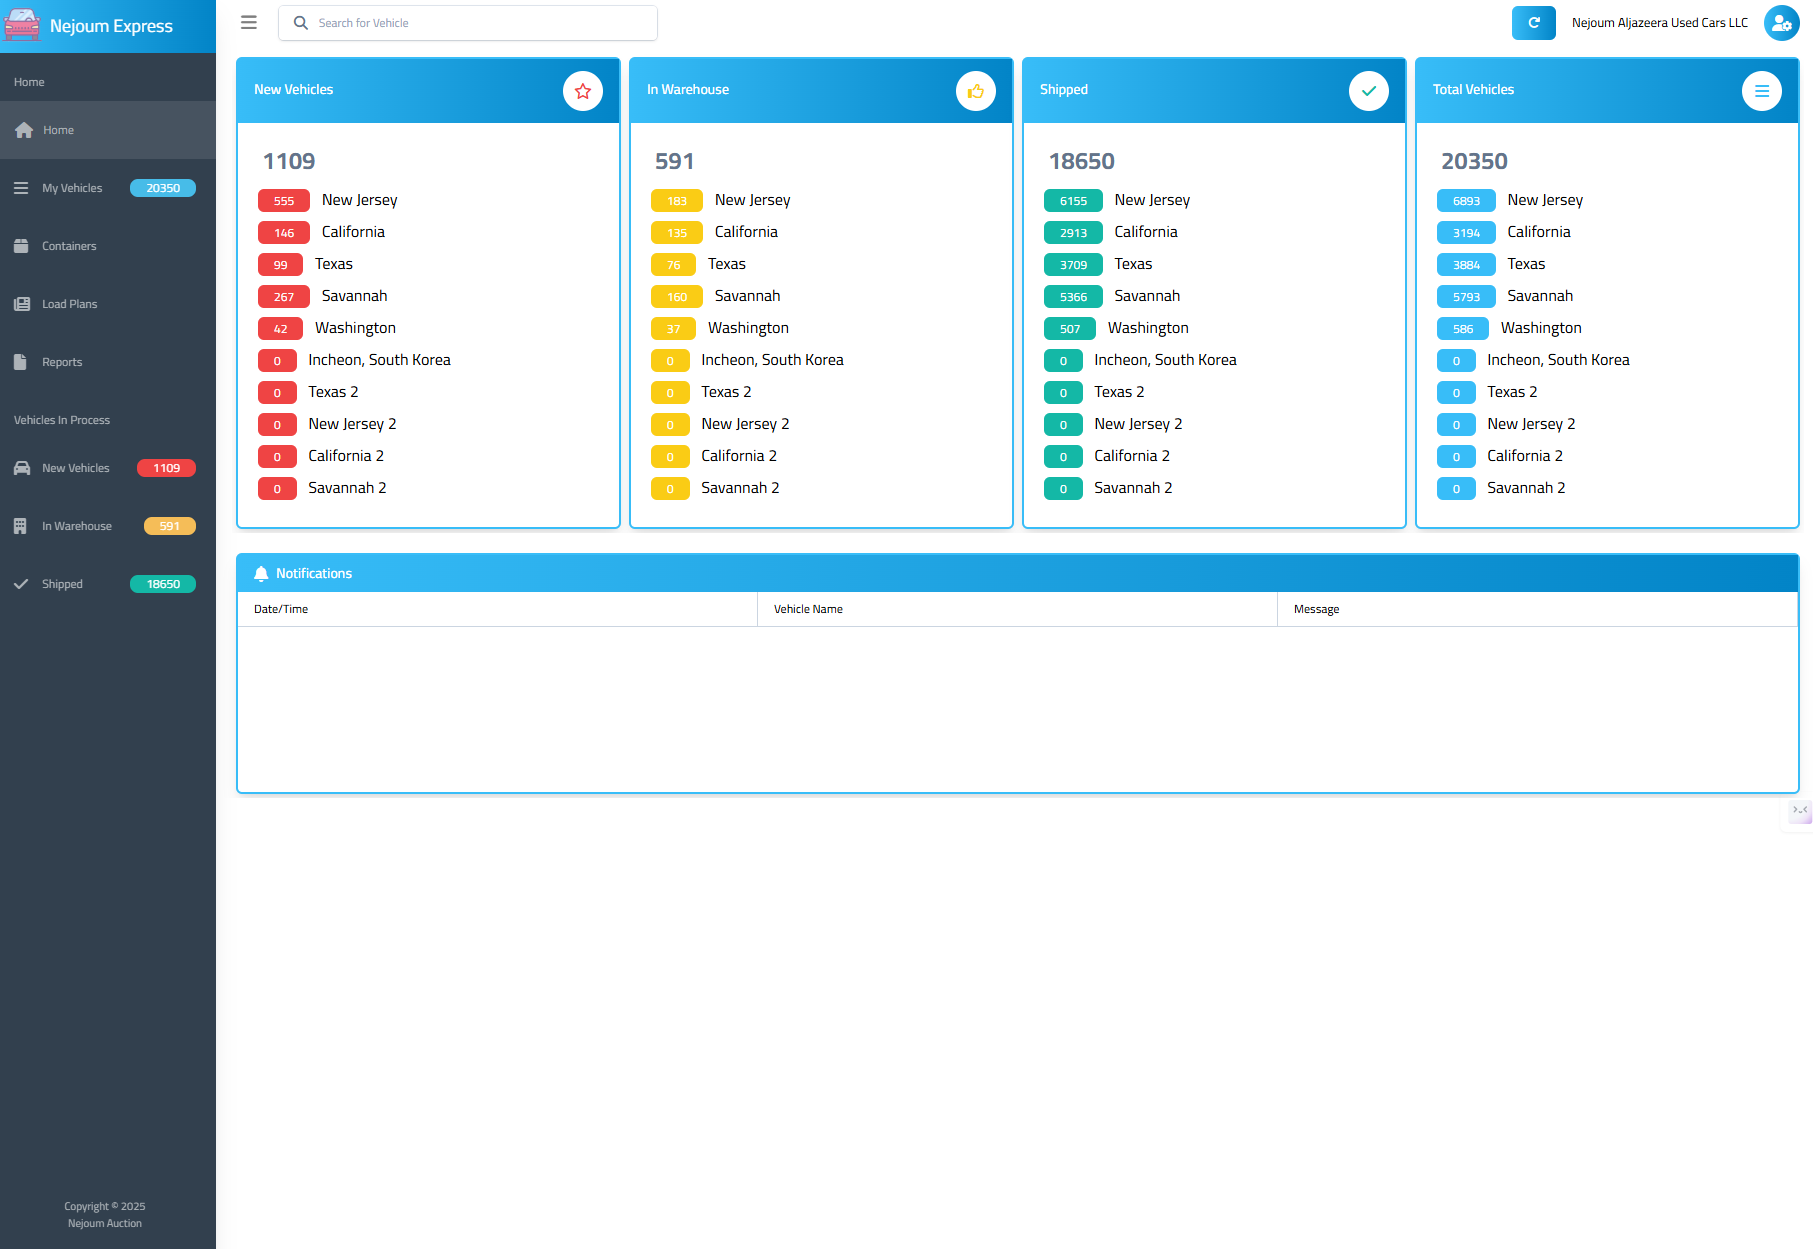 Nejoum Express
Search for Vehicle
Nejoum Aljazeera Used Cars LLC
Home
Home
My Vehicles 20350
Containers
Load Plans
Reports
Vehicles In Process
New Vehicles 1109
In Warehouse 591
Shipped 18650
Copyright © 2025
Nejoum Auction
New Vehicles
1109
555 New Jersey
146 California
99 Texas
267 Savannah
42 Washington
0 Incheon, South Korea
0 Texas 2
0 New Jersey 2
0 California 2
0 Savannah 2
In Warehouse
591
183 New Jersey
135 California
76 Texas
160 Savannah
37 Washington
0 Incheon, South Korea
0 Texas 2
0 New Jersey 2
0 California 2
0 Savannah 2
Shipped
18650
6155 New Jersey
2913 California
3709 Texas
5366 Savannah
507 Washington
0 Incheon, South Korea
0 Texas 2
0 New Jersey 2
0 California 2
0 Savannah 2
Total Vehicles
20350
6893 New Jersey
3194 California
3884 Texas
5793 Savannah
586 Washington
0 Incheon, South Korea
0 Texas 2
0 New Jersey 2
0 California 2
0 Savannah 2
Notifications
Date/Time Vehicle Name Message